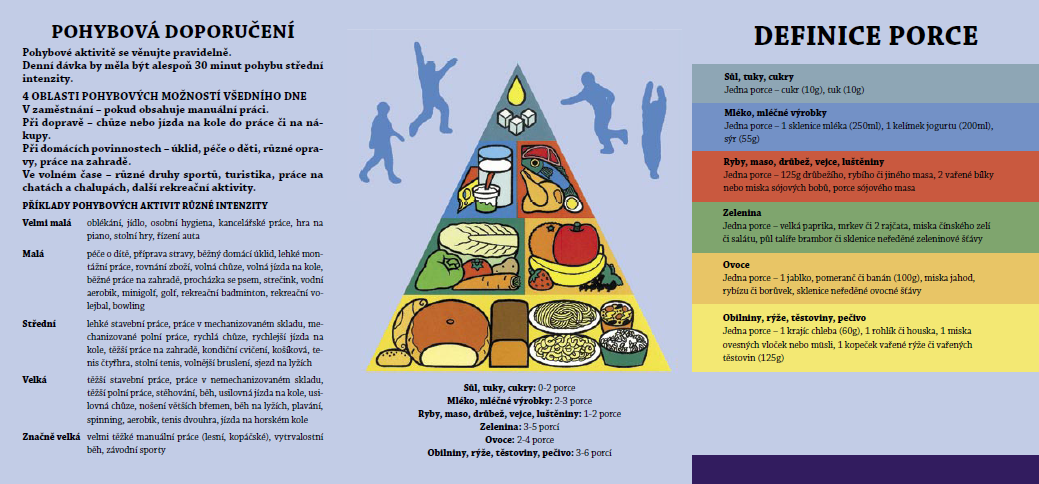 POHYBOVÁ DOPORUČENÍ
Pohybové aktivitě se věnujte pravidelně.
Denní dávka by měla být alespoň 30 minut pohybu střední
intenzity.
4 OBLASTI POHYBOVÝCH MOŽNOSTÍ VŠEDNÍHO DNE
V zaměstnání – pokud obsahuje manuální práci.
Při dopravě – chůze nebo jízda na kole do práce či na ná-
kupy.
Při domácích povinnostech – úklid, péče o děti, různé opra-
vy, práce na zahradě.
Ve volném čase – různé druhy sportů, turistika, práce na
chatách a chalupách, další rekreační aktivity.
PŘÍKLADY POHYBOVÝCH AKTIVIT RŮZNÉ INTENZITY
Velmi malá oblékání, jídlo, osobní hygiena, kancelářské práce, hra na
piano, stolní hry, řízení auta
Malá péče o dítě, příprava stravy, běžný domácí úklid, lehké mon-
tážní práce, rovnání zboží, volná chůze, volná jízda na kole,
běžné práce na zahradě, procházka se psem, strečink, vodní
aerobik, minigolf, golf, rekreační badminton, rekreační vo-
lejbal, bowling
Střední lehké stavební práce, práce v mechanizovaném skladu, me-
chanizované polní práce, rychlá chůze, rychlejší jízda na
kole, těžší práce na zahradě, kondiční cvičení, košíková, te-
nis čtyřhra, stolní tenis, volnější bruslení, sjezd na lyžích
Velká těžší stavební práce, práce v nemechanizovaném skladu,
těžší polní práce, stěhování, běh, usilovná jízda na kole, usi-
lovná chůze, nošení větších břemen, běh na lyžích, plavání,
spinning, aerobik, tenis dvouhra, jízda na horském kole
Značně velká velmi těžké manuální práce (lesní, kopáčské), vytrvalostní
běh, závodní sporty
Sůl, tuky, cukry: 0-2 porce
Mléko, mléčné výrobky: 2-3 porce
Ryby, maso, drůbež, vejce, luštěniny: 1-2 porce
Zelenina: 3-5 porcí
Ovoce: 2-4 porce
Obilniny, rýže, těstoviny, pečivo: 3-6 porcí
DEFINICE PORCE
Sůl, tuky, cukry
Jedna porce – cukr (10g), tuk (10g)
Mléko, mléčné výrobky
Jedna porce – 1 sklenice mléka (250ml), 1 kelímek jogurtu (200ml),
sýr (55g)
Ryby, maso, drůbež, vejce, luštěniny
Jedna porce – 125g drůbežího, rybího či jiného masa, 2 vařené bílky
nebo miska sójových bobů, porce sójového masa
Zelenina
Jedna porce – velká paprika, mrkev či 2 rajčata, miska čínského zelí
či salátu, půl talíře brambor či sklenice neředěné zeleninové šťávy
Ovoce
Jedna porce – 1 jablko, pomeranč či banán (100g), miska jahod,
rybízu či borůvek, sklenice neředěné ovocné šťávy
Obilniny, rýže, těstoviny, pečivo
Jedna porce – 1 krajíc chleba (60g), 1 rohlík či houska, 1 miska
ovesných vloček nebo müsli, 1 kopeček vařené rýže či vařených
těstovin (125g)